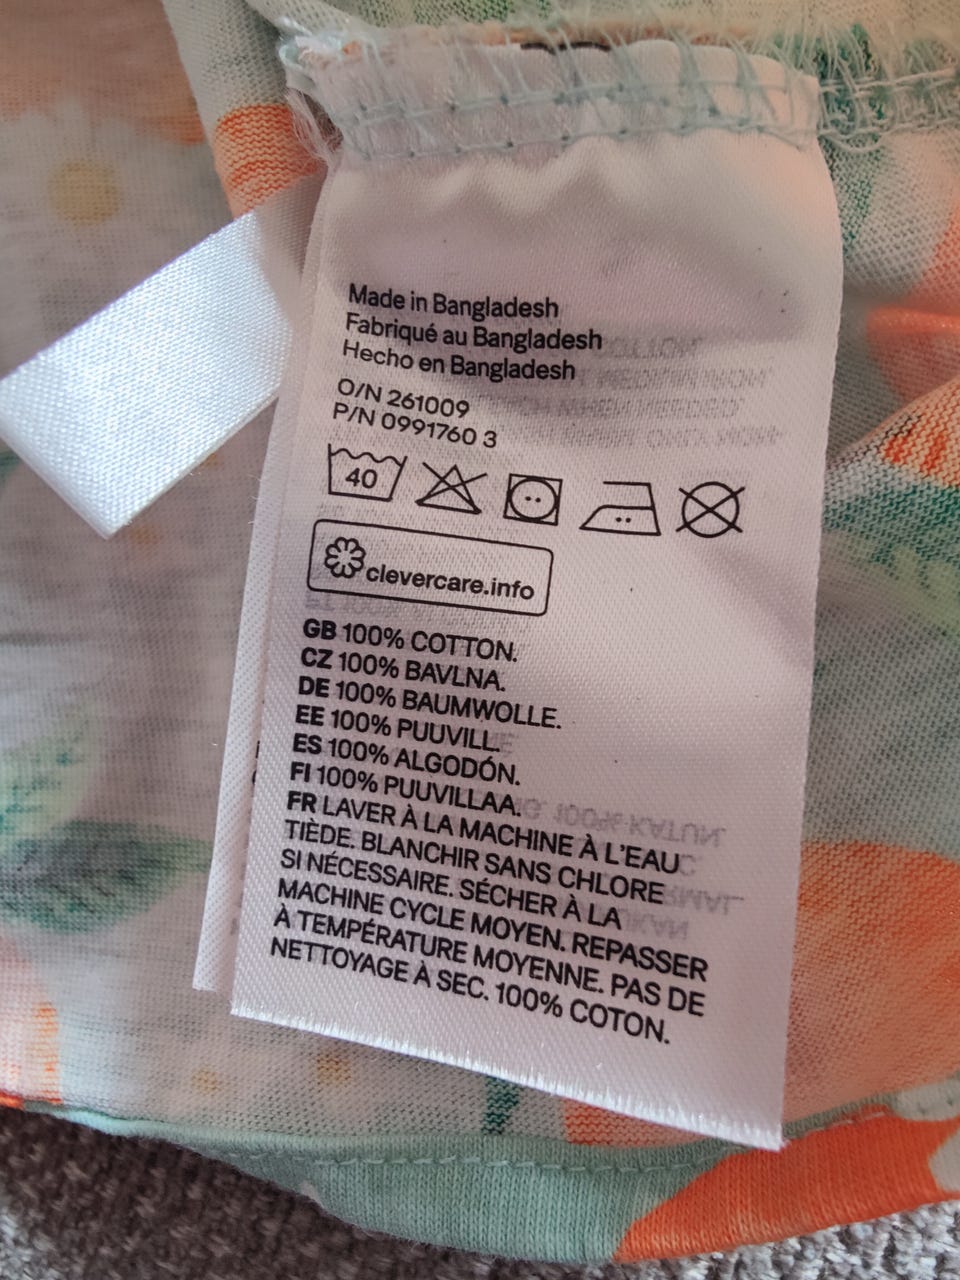 Made in Bangladesh
Fabriqué au Bangladesh
Hecho en Bangladesh
O/N 261009
P/N 0991760 3
40
clevercare.info
GB 100% COTTON.
CZ 100% BAVLNA.
DE 100% BAUMWOLLE.
EE 100% PUUVILL.
ES 100% ALGODÓN.
FI 100% PUUVILLAA.
FR LAVER À LA MACHINE À L'EAU
TIÈDE. BLANCHIR SANS CHLORE
SI NÉCESSAIRE. SÉCHER À LA
MACHINE CYCLE MOYEN. REPASSER
À TEMPÉRATURE MOYENNE. PAS DE
NETTOYAGE À SEC. 100% COTON.